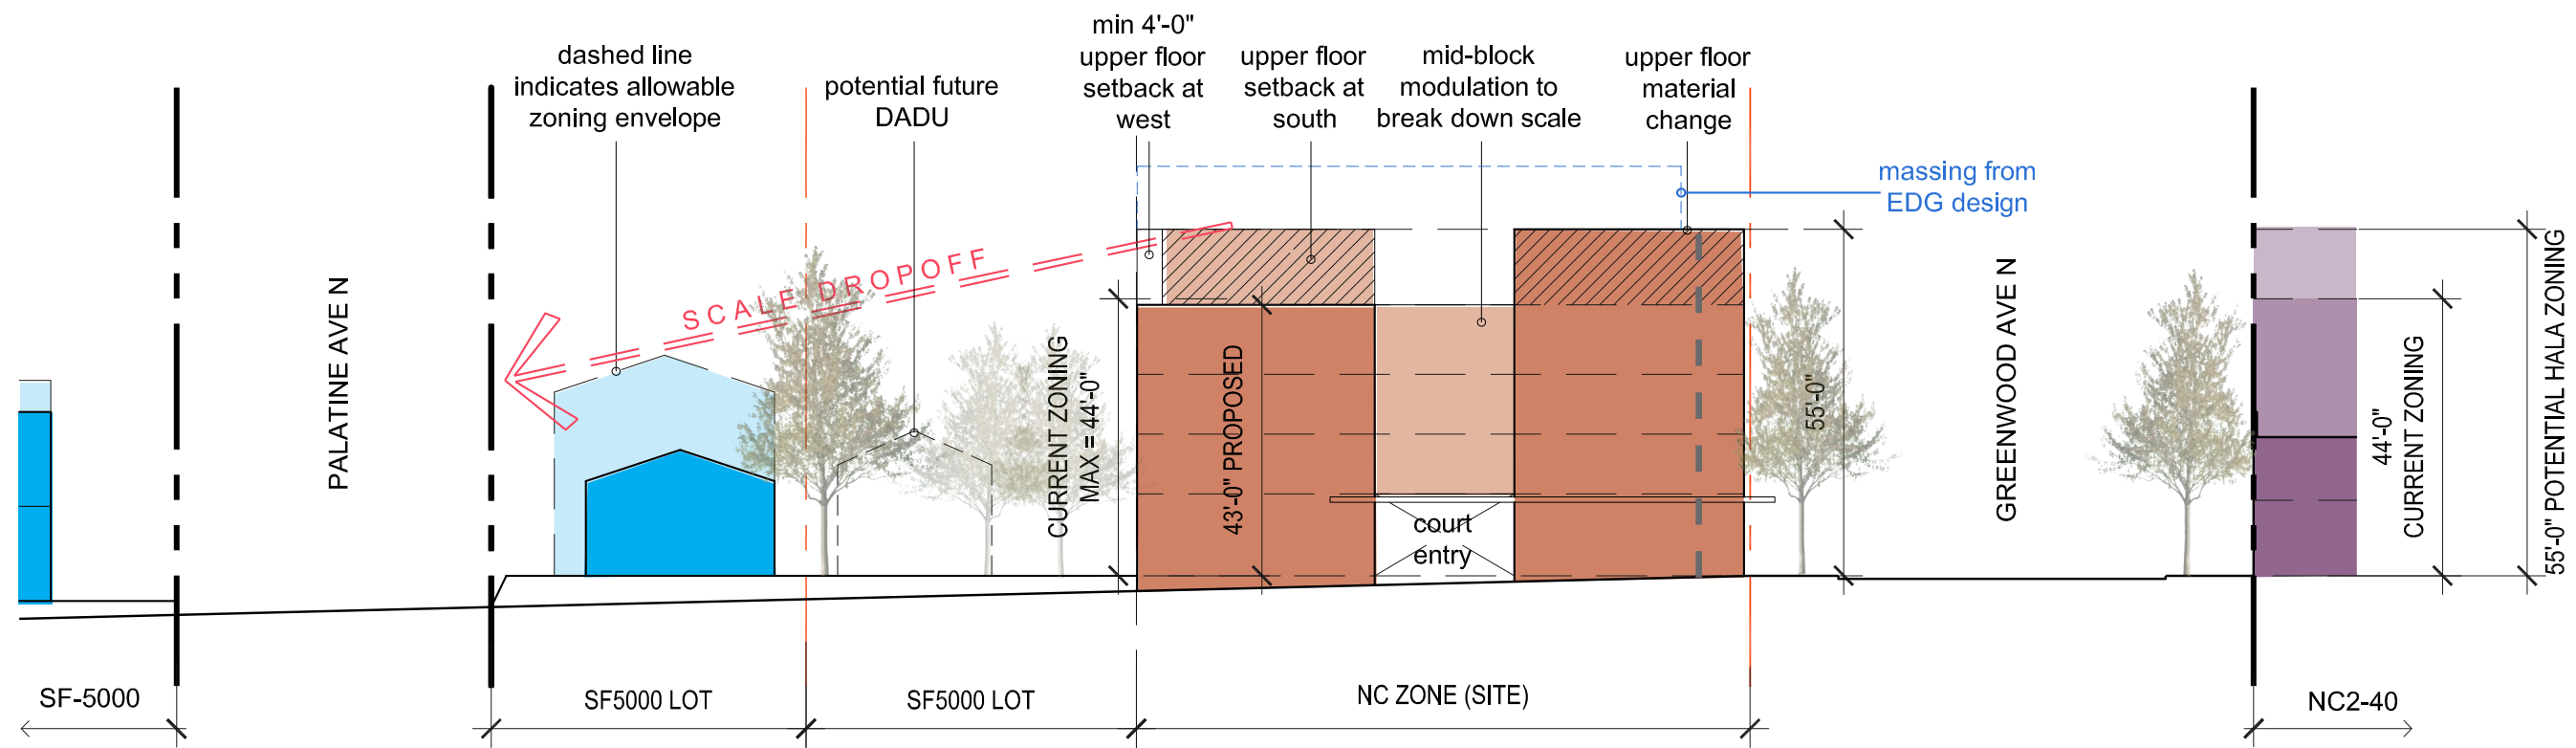 dashed line
indicates allowable
zoning envelope
potential future
DADU
min 4'-0"
upper floor
setback at
west
upper floor
setback at
south
mid-block
modulation to
break down scale
upper floor
material
change
massing from
EDG design
SCALE DROPOFF
PALATINE AVE N
CURRENT ZONING
MAX = 44'-0"
43'-0" PROPOSED
court
entry
55'-0"
GREENWOOD AVE N
44'-0"
CURRENT ZONING
55'-0" POTENTIAL HALA ZONING
SF-5000
SF5000 LOT
SF5000 LOT
NC ZONE (SITE)
NC2-40